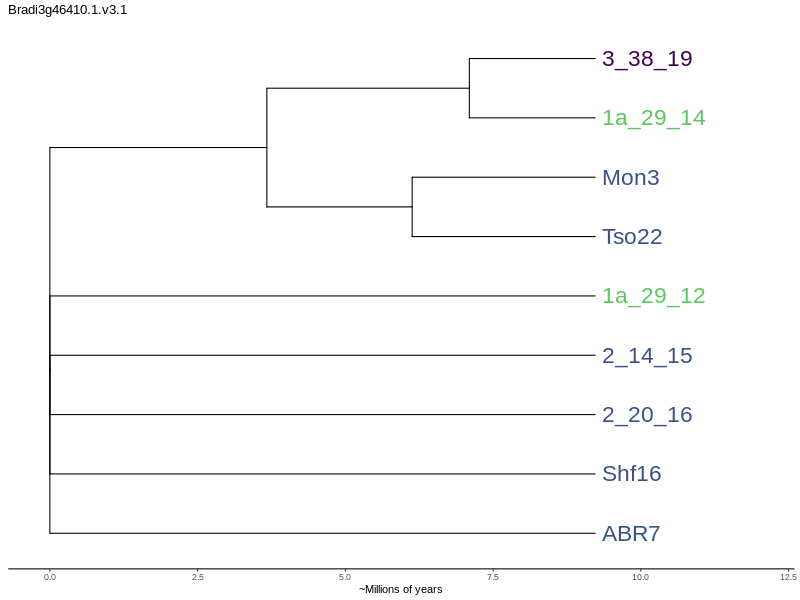 Bradi3g46410.1.v3.1
3_38_19
1a_29_14
Mon3
Tso22
1a_29_12
2_14_15
2_20_16
Shf16
ABR7
0.0 2.5 5.0 7.5 10.0 12.5
~Millions of years